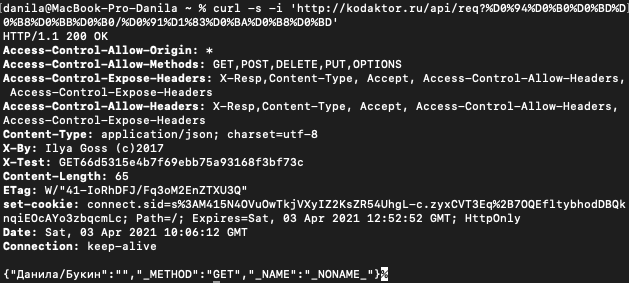 [danila@MacBook-Pro-Danila ~ % curl -s -i 'http://kodaktor.ru/api/req?%D0%94%D0%B0%D0%BD%D]
0%B8%D0%BB%D0%B0/%D0%91%D1%83%D0%BA%D0%B8%D0%BD'
HTTP/1.1 200 OK
Access-Control-Allow-Origin: *
Access-Control-Allow-Methods: GET,POST,DELETE,PUT,OPTIONS
Access-Control-Expose-Headers: X-Resp,Content-Type, Accept, Access-Control-Allow-Headers,
Access-Control-Expose-Headers
Access-Control-Allow-Headers: X-Resp,Content-Type, Accept, Access-Control-Allow-Headers,
Access-Control-Expose-Headers
Content-Type: application/json; charset=utf-8
X-By: Ilya Goss (c)2017
X-Test: GET66d5315e4b7f69ebb75a93168f3bf73c
Content-Length: 65
ETag: W/"41-IoRhDFJ/Fq3oM2EnZTXU3Q"
set-cookie: connect.sid=s%3AM415N4OVuOwTkjVXyIZ2KsZR54UhgL-c.zyxCVT3Eq%2B7OQEfltybhodDBQk
nqiEOcAYo3zbqcmLc; Path=/; Expires=Sat, 03 Apr 2021 12:52:52 GMT; HttpOnly
Date: Sat, 03 Apr 2021 10:06:12 GMT
Connection: keep-alive
{"Данила/Букин":"","_METHOD":"GET","_NAME":"_NONAME_"}%